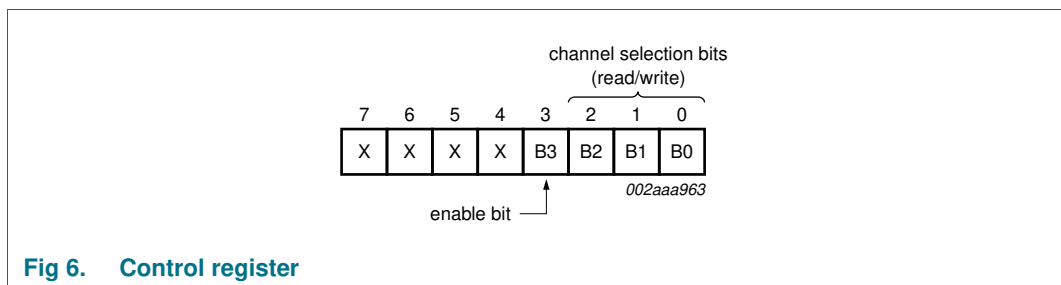 channel selection bits
(read/write)
7 6 5 4 3 2 1 0
X X X X B3 B2 B1 B0
002aaa963
enable bit
Fig 6. Control register